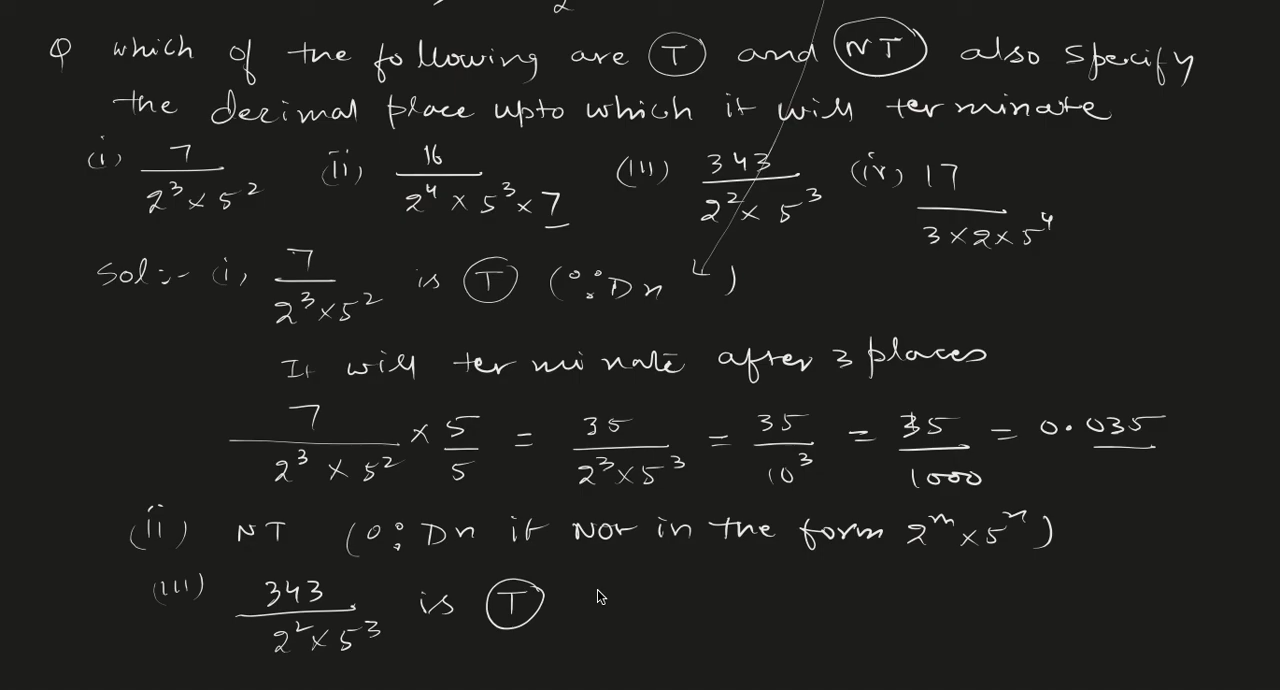 2
Q which of the following are T and NT also specify
the decimal place upto which it will terminate
(i) 7/2³×5² (ii) 16/2⁴×5³×7 (iii) 343/2²×5³ (iv) 17/3×2×5⁴
Sol:- (i) 7/2³×5² is T (∵ Dn )
It will terminate after 3 places
7/2³×5² × 5/5 = 35/2³×5³ = 35/10³ = 35/1000 = 0.035
(ii) NT (∵ Dn is Not in the form 2ᵐ×5ⁿ)
(iii) 343/2²×5³ is T